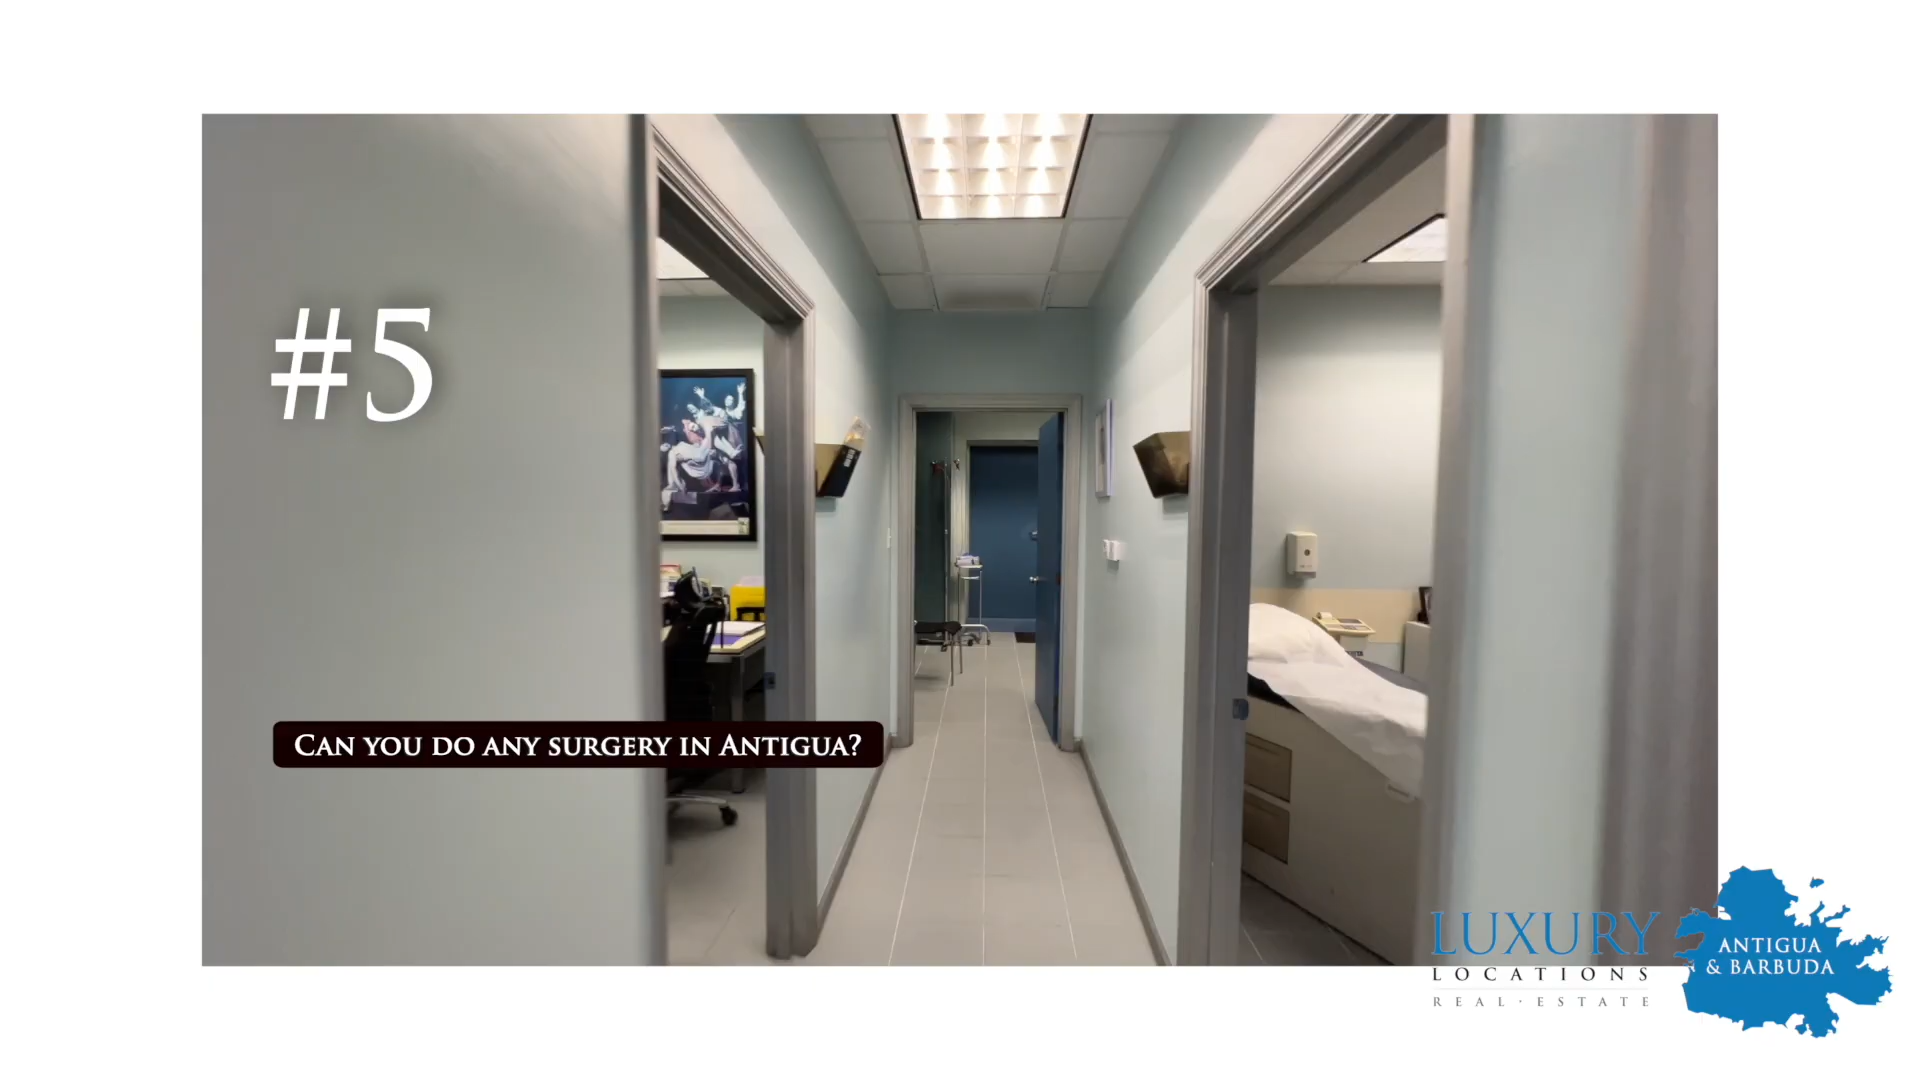 #5
Can you do any surgery in Antigua?
LUXURY
LOCATIONS
REAL·ESTATE
ANTIGUA
& BARBUDA